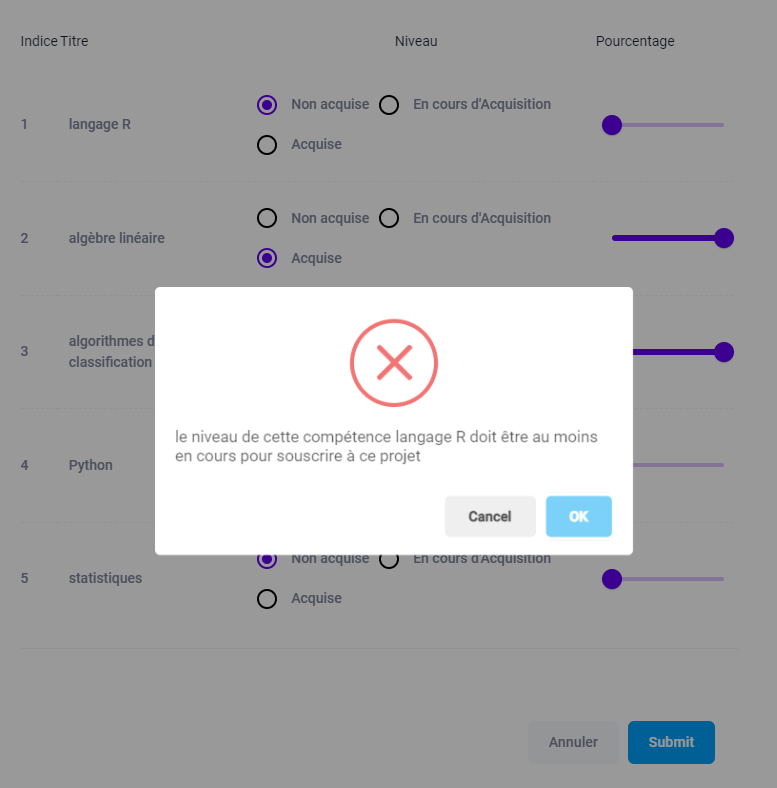 Indice Titre Niveau Pourcentage
Non acquise En cours d'Acquisition
1 langage R
Acquise
Non acquise En cours d'Acquisition
2 algèbre linéaire
Acquise
algorithmes d
3
classification
le niveau de cette compétence langage R doit être au moins
en cours pour souscrire à ce projet
4 Python
Cancel OK
Non acquise En cours d'Acquisition
5 statistiques
Acquise
Annuler Submit